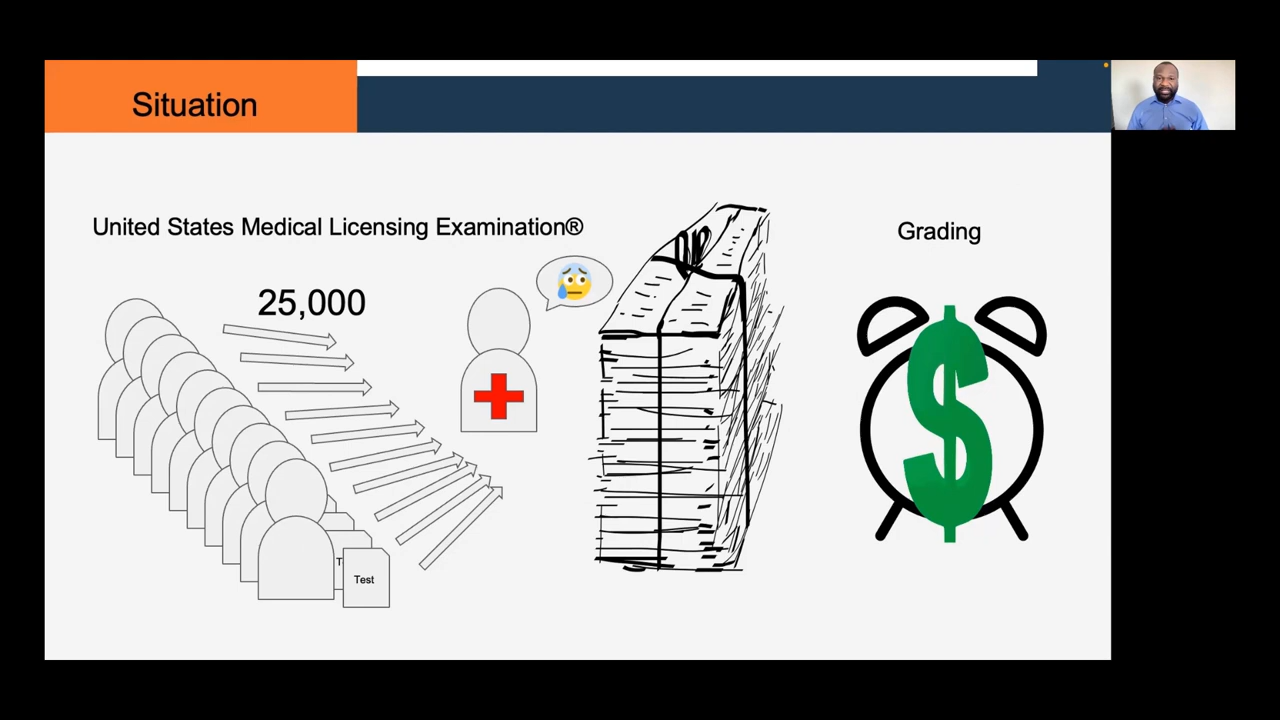 Situation
United States Medical Licensing Examination®
Grading
25,000
T
Test